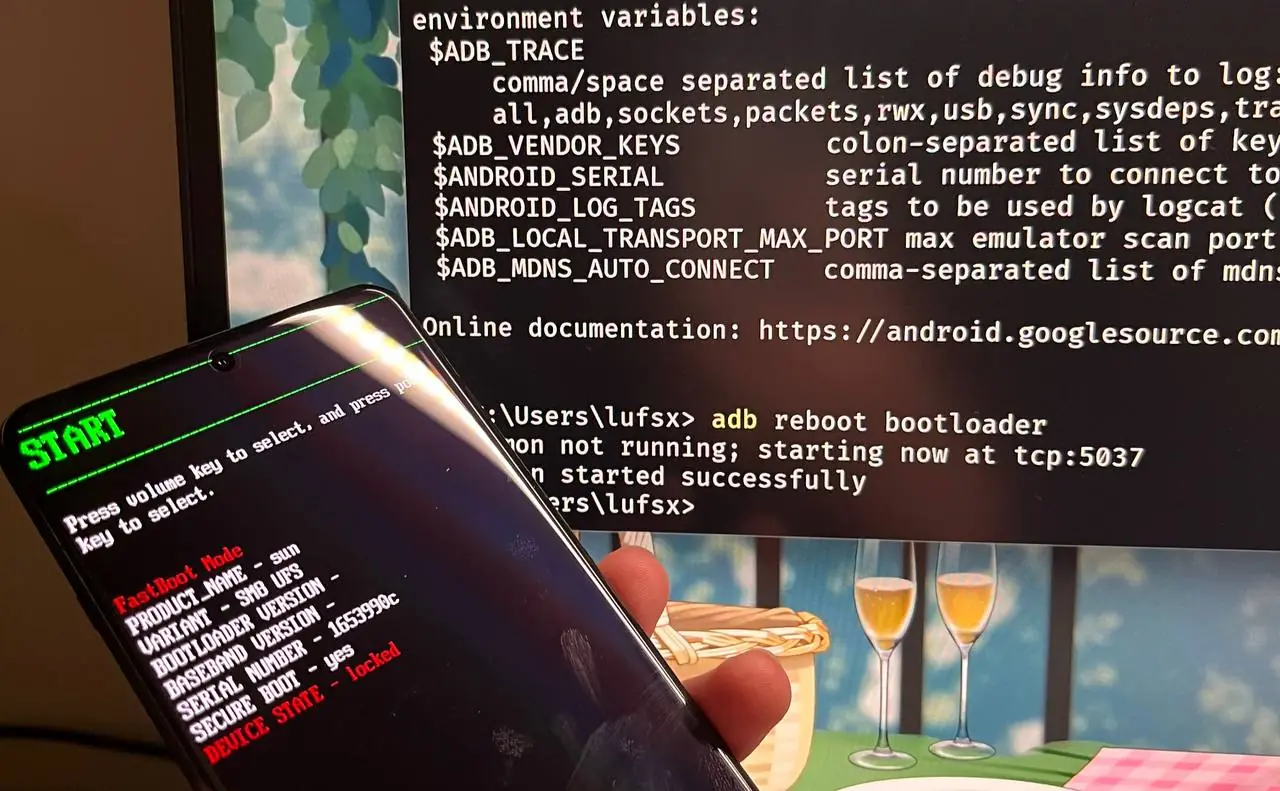 environment variables:
$ADB_TRACE
comma/space separated list of debug info to log:
all,adb,sockets,packets,rwx,usb,sync,sysdeps,tra
$ADB_VENDOR_KEYS colon-separated list of key
$ANDROID_SERIAL serial number to connect to
$ANDROID_LOG_TAGS tags to be used by logcat (
$ADB_LOCAL_TRANSPORT_MAX_PORT max emulator scan port
$ADB_MDNS_AUTO_CONNECT comma-separated list of mdns
Online documentation: https://android.googlesource.com
:\Users\lufsx> adb reboot bootloader
mon not running; starting now at tcp:5037
n started successfully
ers\lufsx>
START
Press volume key to select, and press po
key to select.
FastBoot Mode
PRODUCT_NAME - sun
VARIANT - SMB UFS
BOOTLOADER VERSION -
BASEBAND VERSION -
SERIAL NUMBER - 1653990c
SECURE BOOT - yes
DEVICE STATE - locked